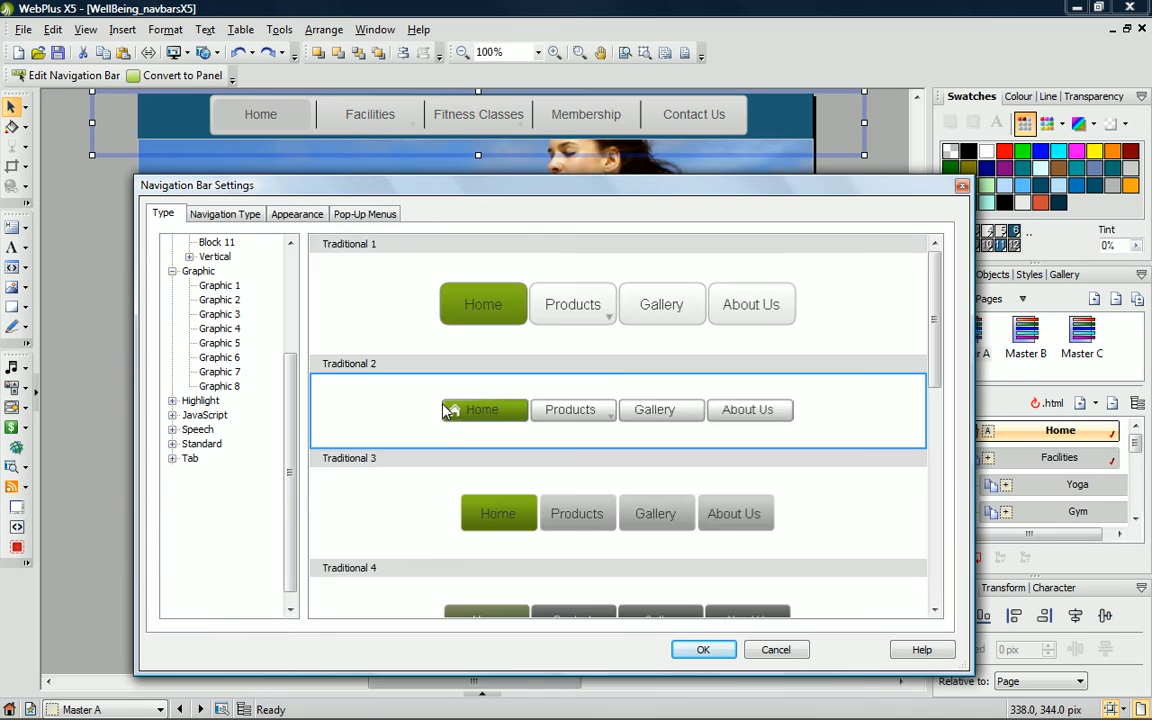 WebPlus X5 - [WellBeing_navbarsX5]
File Edit View Insert Format Text Table Tools Arrange Window Help
100%
Edit Navigation Bar Convert to Panel
Swatches Colour Line Transparency
Home Facilities Fitness Classes Membership Contact Us
Navigation Bar Settings
Type Navigation Type Appearance Pop-Up Menus
Block 11
Vertical
Graphic
Graphic 1
Graphic 2
Graphic 3
Graphic 4
Graphic 5
Graphic 6
Graphic 7
Graphic 8
Highlight
JavaScript
Speech
Standard
Tab
Traditional 1
Home Products Gallery About Us
Traditional 2
Home Products Gallery About Us
Traditional 3
Home Products Gallery About Us
Traditional 4
OK Cancel Help
Tint
0%
10 11 12
Objects Styles Gallery
Pages
Master B Master C
.html
Home
Facilities
Yoga
Gym
Transform Character
0 pix
Relative to: Page
Master A Ready 338.0, 344.0 pix